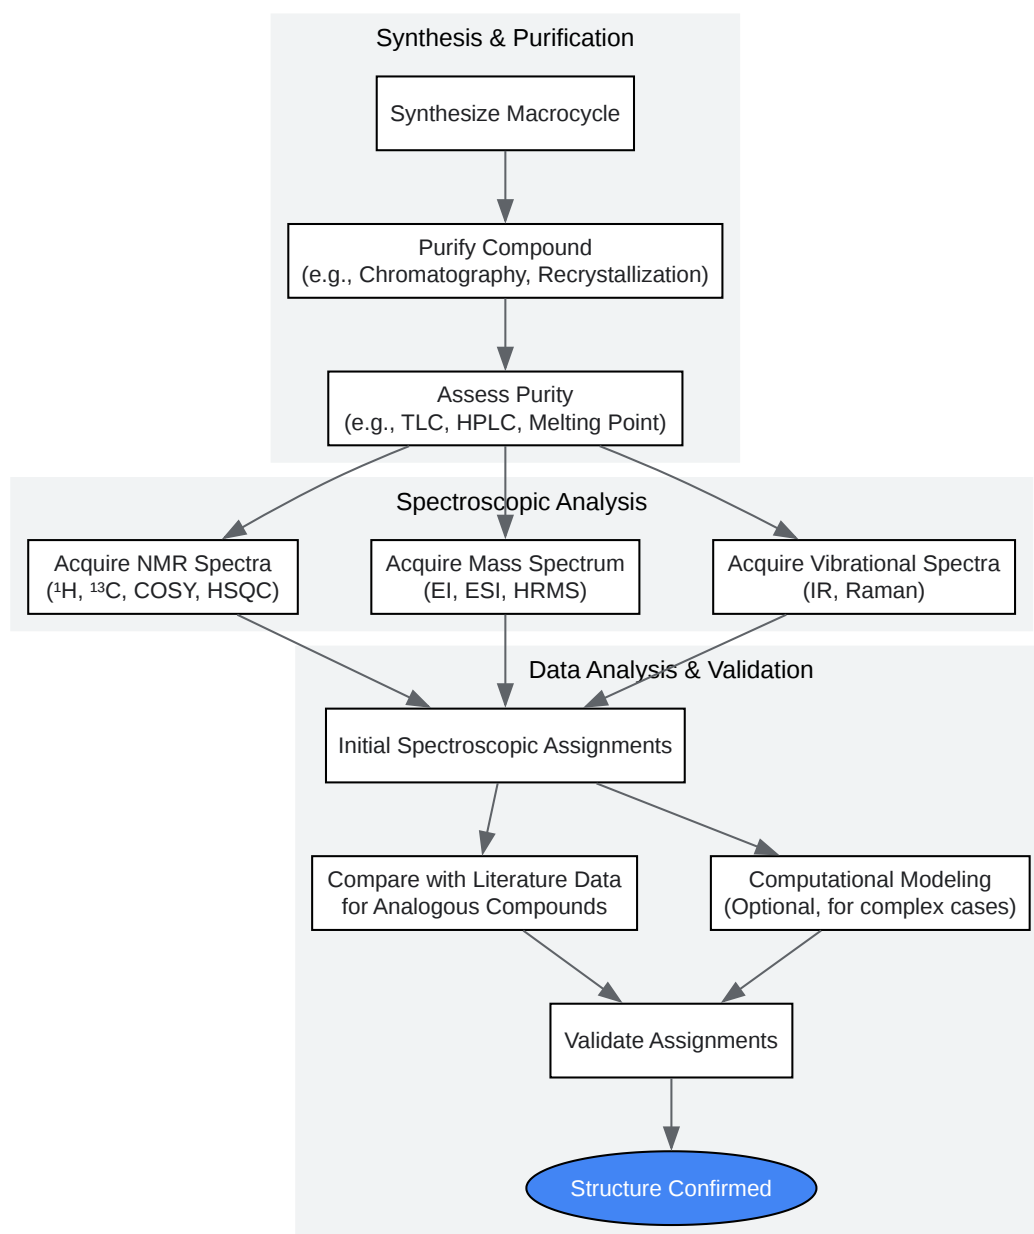 Synthesis & Purification
Synthesize Macrocycle
Purify Compound
(e.g., Chromatography, Recrystallization)
Assess Purity
(e.g., TLC, HPLC, Melting Point)
Spectroscopic Analysis
Acquire NMR Spectra
(¹H, ¹³C, COSY, HSQC)
Acquire Mass Spectrum
(EI, ESI, HRMS)
Acquire Vibrational Spectra
(IR, Raman)
Data Analysis & Validation
Initial Spectroscopic Assignments
Compare with Literature Data
for Analogous Compounds
Computational Modeling
(Optional, for complex cases)
Validate Assignments
Structure Confirmed